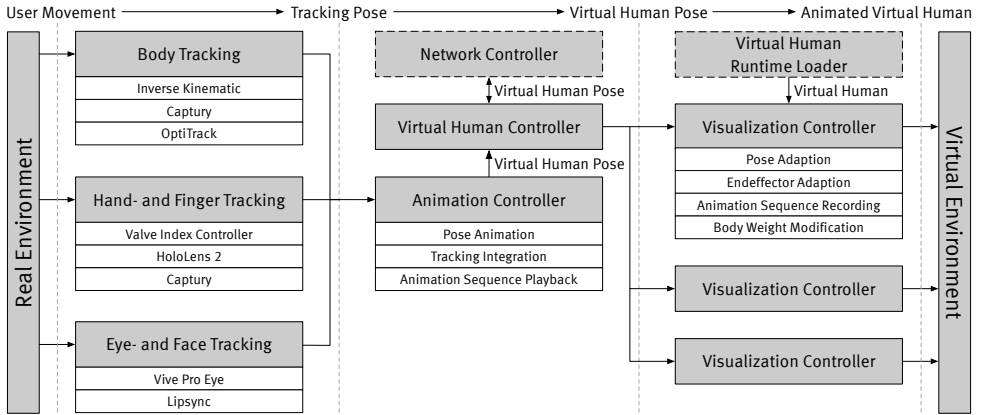 User Movement
Tracking Pose
Virtual Human Pose
Animated Virtual Human
Real Environment
Body Tracking
Inverse Kinematic
Captury
OptiTrack
Hand- and Finger Tracking
Valve Index Controller
HoloLens 2
Captury
Eye- and Face Tracking
Vive Pro Eye
Lipsync
Network Controller
Virtual Human Pose
Virtual Human Controller
Virtual Human Pose
Animation Controller
Pose Animation
Tracking Integration
Animation Sequence Playback
Virtual Human
Runtime Loader
Virtual Human
Visualization Controller
Pose Adaption
Endeffector Adaption
Animation Sequence Recording
Body Weight Modification
Visualization Controller
Visualization Controller
Virtual Environment